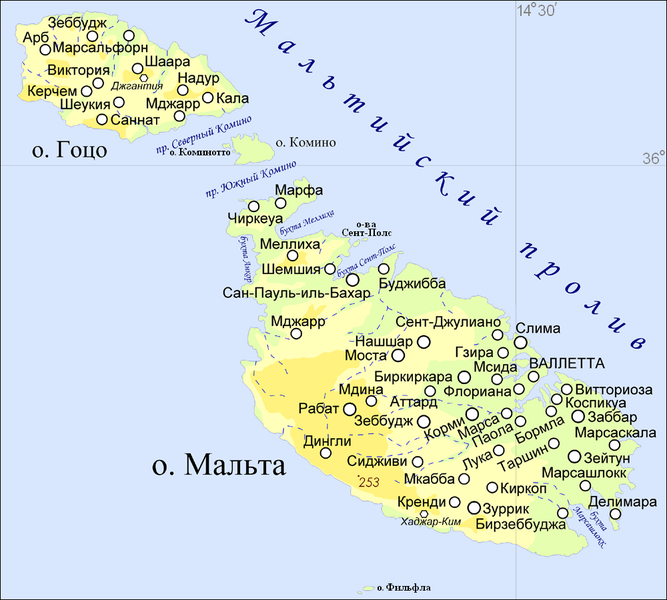 14°30′
Мальтийский пролив
36°
Зеббудж
Арб
Марсальфорн
Шаара
Виктория
Джгантия
Надур
Керчем
Шеукия
Мджарр
Кала
Саннат
о. Гоцо
пр. Северный Комино
о. Коминотто
о. Комино
пр. Южный Комино
Марфа
Чиркеуа
бухта Меллиха
о-ва
Сент-Полс
Меллиха
бухта Анкор
Шемшия
бухта Сент-Полс
Сан-Пауль-иль-Бахар
Буджибба
Мджарр
Сент-Джулиано
Слима
Нашшар
Моста
Гзира
ВАЛЛЕТТА
Биркиркара
Мсида
Флориана
Витториоза
Мдина
Аттард
Коспикуа
Рабат
Зеббудж
Корми
Марса
Паола
Бормла
Заббар
Марсаскала
Дингли
Сидживи
Лука
Таршин
Зейтун
о. Мальта
253
Мкабба
Киркоп
Марсашлокк
Кренди
Зуррик
Делимара
Хаджар-Ким
Бирзеббуджа
бухта
Марсашлокк
о. Фильфла